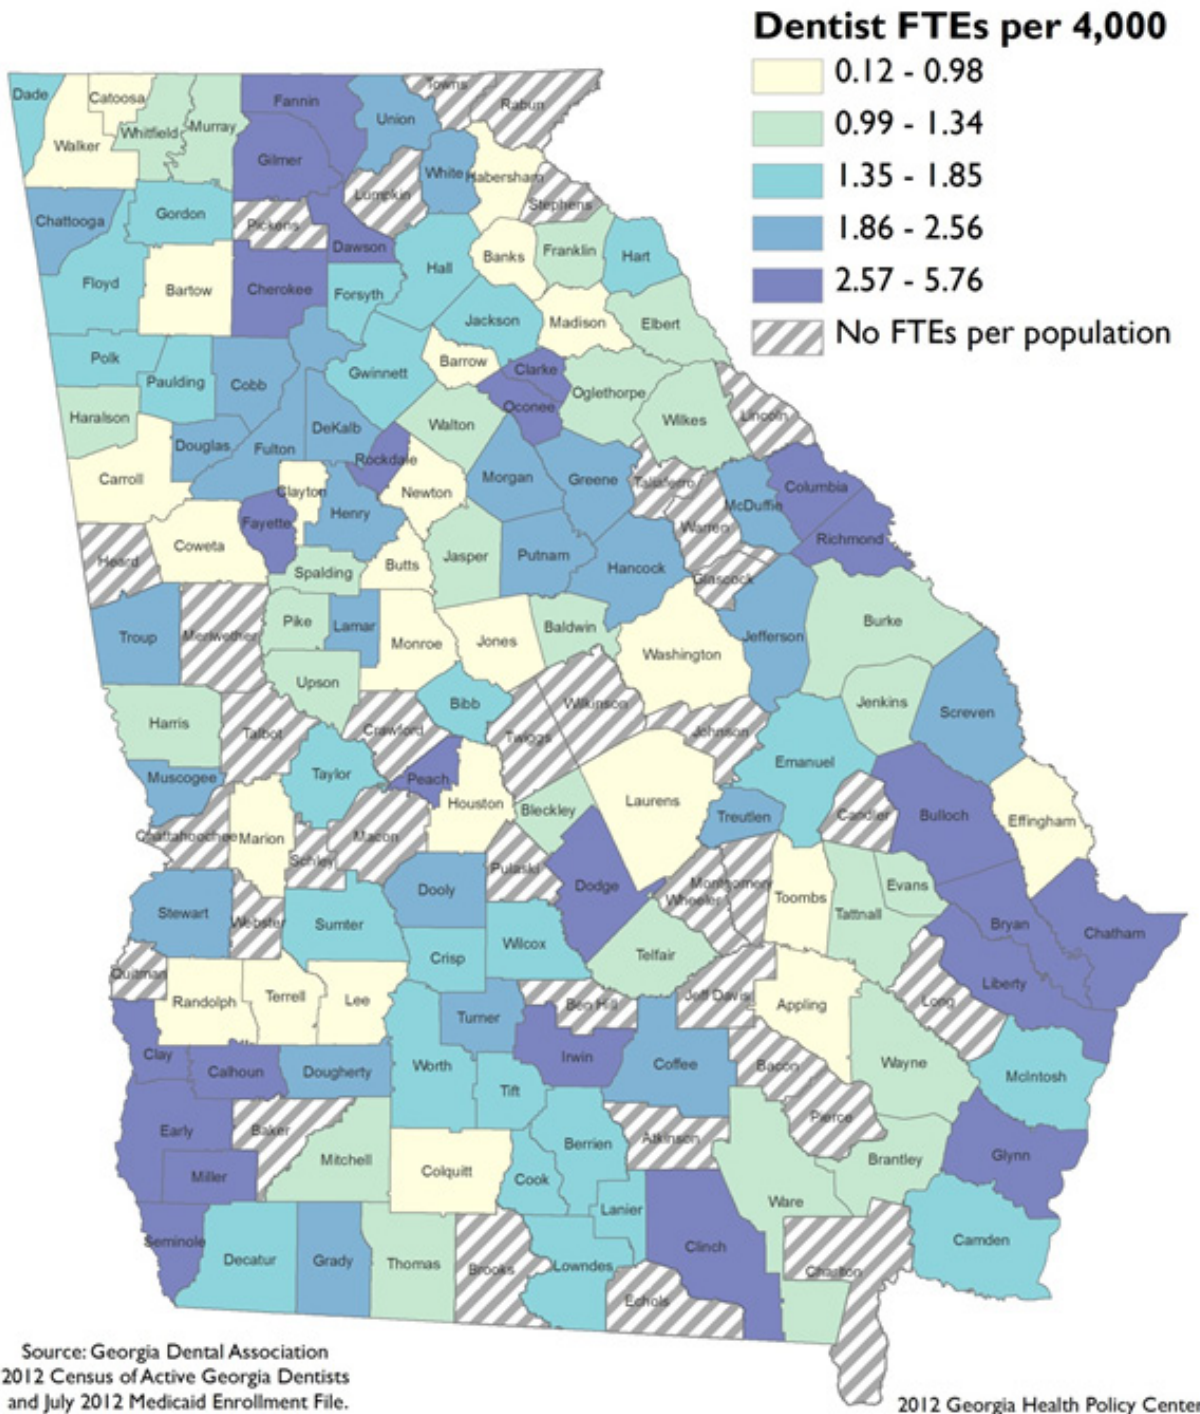 Dentist FTEs per 4,000
0.12 - 0.98
0.99 - 1.34
1.35 - 1.85
1.86 - 2.56
2.57 - 5.76
No FTEs per population
Dade
Catoosa
Walker
Whitfield
Murray
Fannin
Gilmer
Union
Towns
Rabun
White
Habersham
Lumpkin
Stephens
Chattooga
Gordon
Pickens
Dawson
Hall
Banks
Franklin
Hart
Floyd
Bartow
Cherokee
Forsyth
Jackson
Madison
Elbert
Polk
Paulding
Cobb
Gwinnett
Barrow
Clarke
Oconee
Oglethorpe
Wilkes
Lincoln
Haralson
Douglas
Fulton
DeKalb
Walton
Rockdale
Carroll
Clayton
Newton
Morgan
Greene
Taliaferro
McDuffin
Columbia
Richmond
Warren
Heard
Coweta
Fayette
Henry
Spalding
Butts
Jasper
Putnam
Hancock
Glascock
Troup
Meriwether
Pike
Lamar
Monroe
Jones
Baldwin
Washington
Jefferson
Burke
Upson
Bibb
Wilkinson
Jenkins
Screven
Harris
Talbot
Crawford
Twiggs
Johnson
Emanuel
Muscogee
Taylor
Peach
Houston
Bleckley
Laurens
Treutlen
Candler
Bulloch
Effingham
Chattahoochee
Marion
Schley
Macon
Pulaski
Dodge
Montgomery
Wheeler
Toombs
Tattnall
Evans
Stewart
Webster
Sumter
Dooly
Bryan
Chatham
Crisp
Wilcox
Telfair
Liberty
Quitman
Randolph
Terrell
Lee
Turner
Ben Hill
Jeff Davis
Appling
Long
Clay
Calhoun
Dougherty
Worth
Irwin
Coffee
Bacon
Wayne
McIntosh
Tift
Early
Baker
Mitchell
Colquitt
Berrien
Atkinson
Pierce
Brantley
Glynn
Miller
Cook
Lanier
Ware
Seminole
Decatur
Grady
Thomas
Brooks
Lowndes
Clinch
Echols
Charlton
Camden
Source: Georgia Dental Association
2012 Census of Active Georgia Dentists
and July 2012 Medicaid Enrollment File.
2012 Georgia Health Policy Center